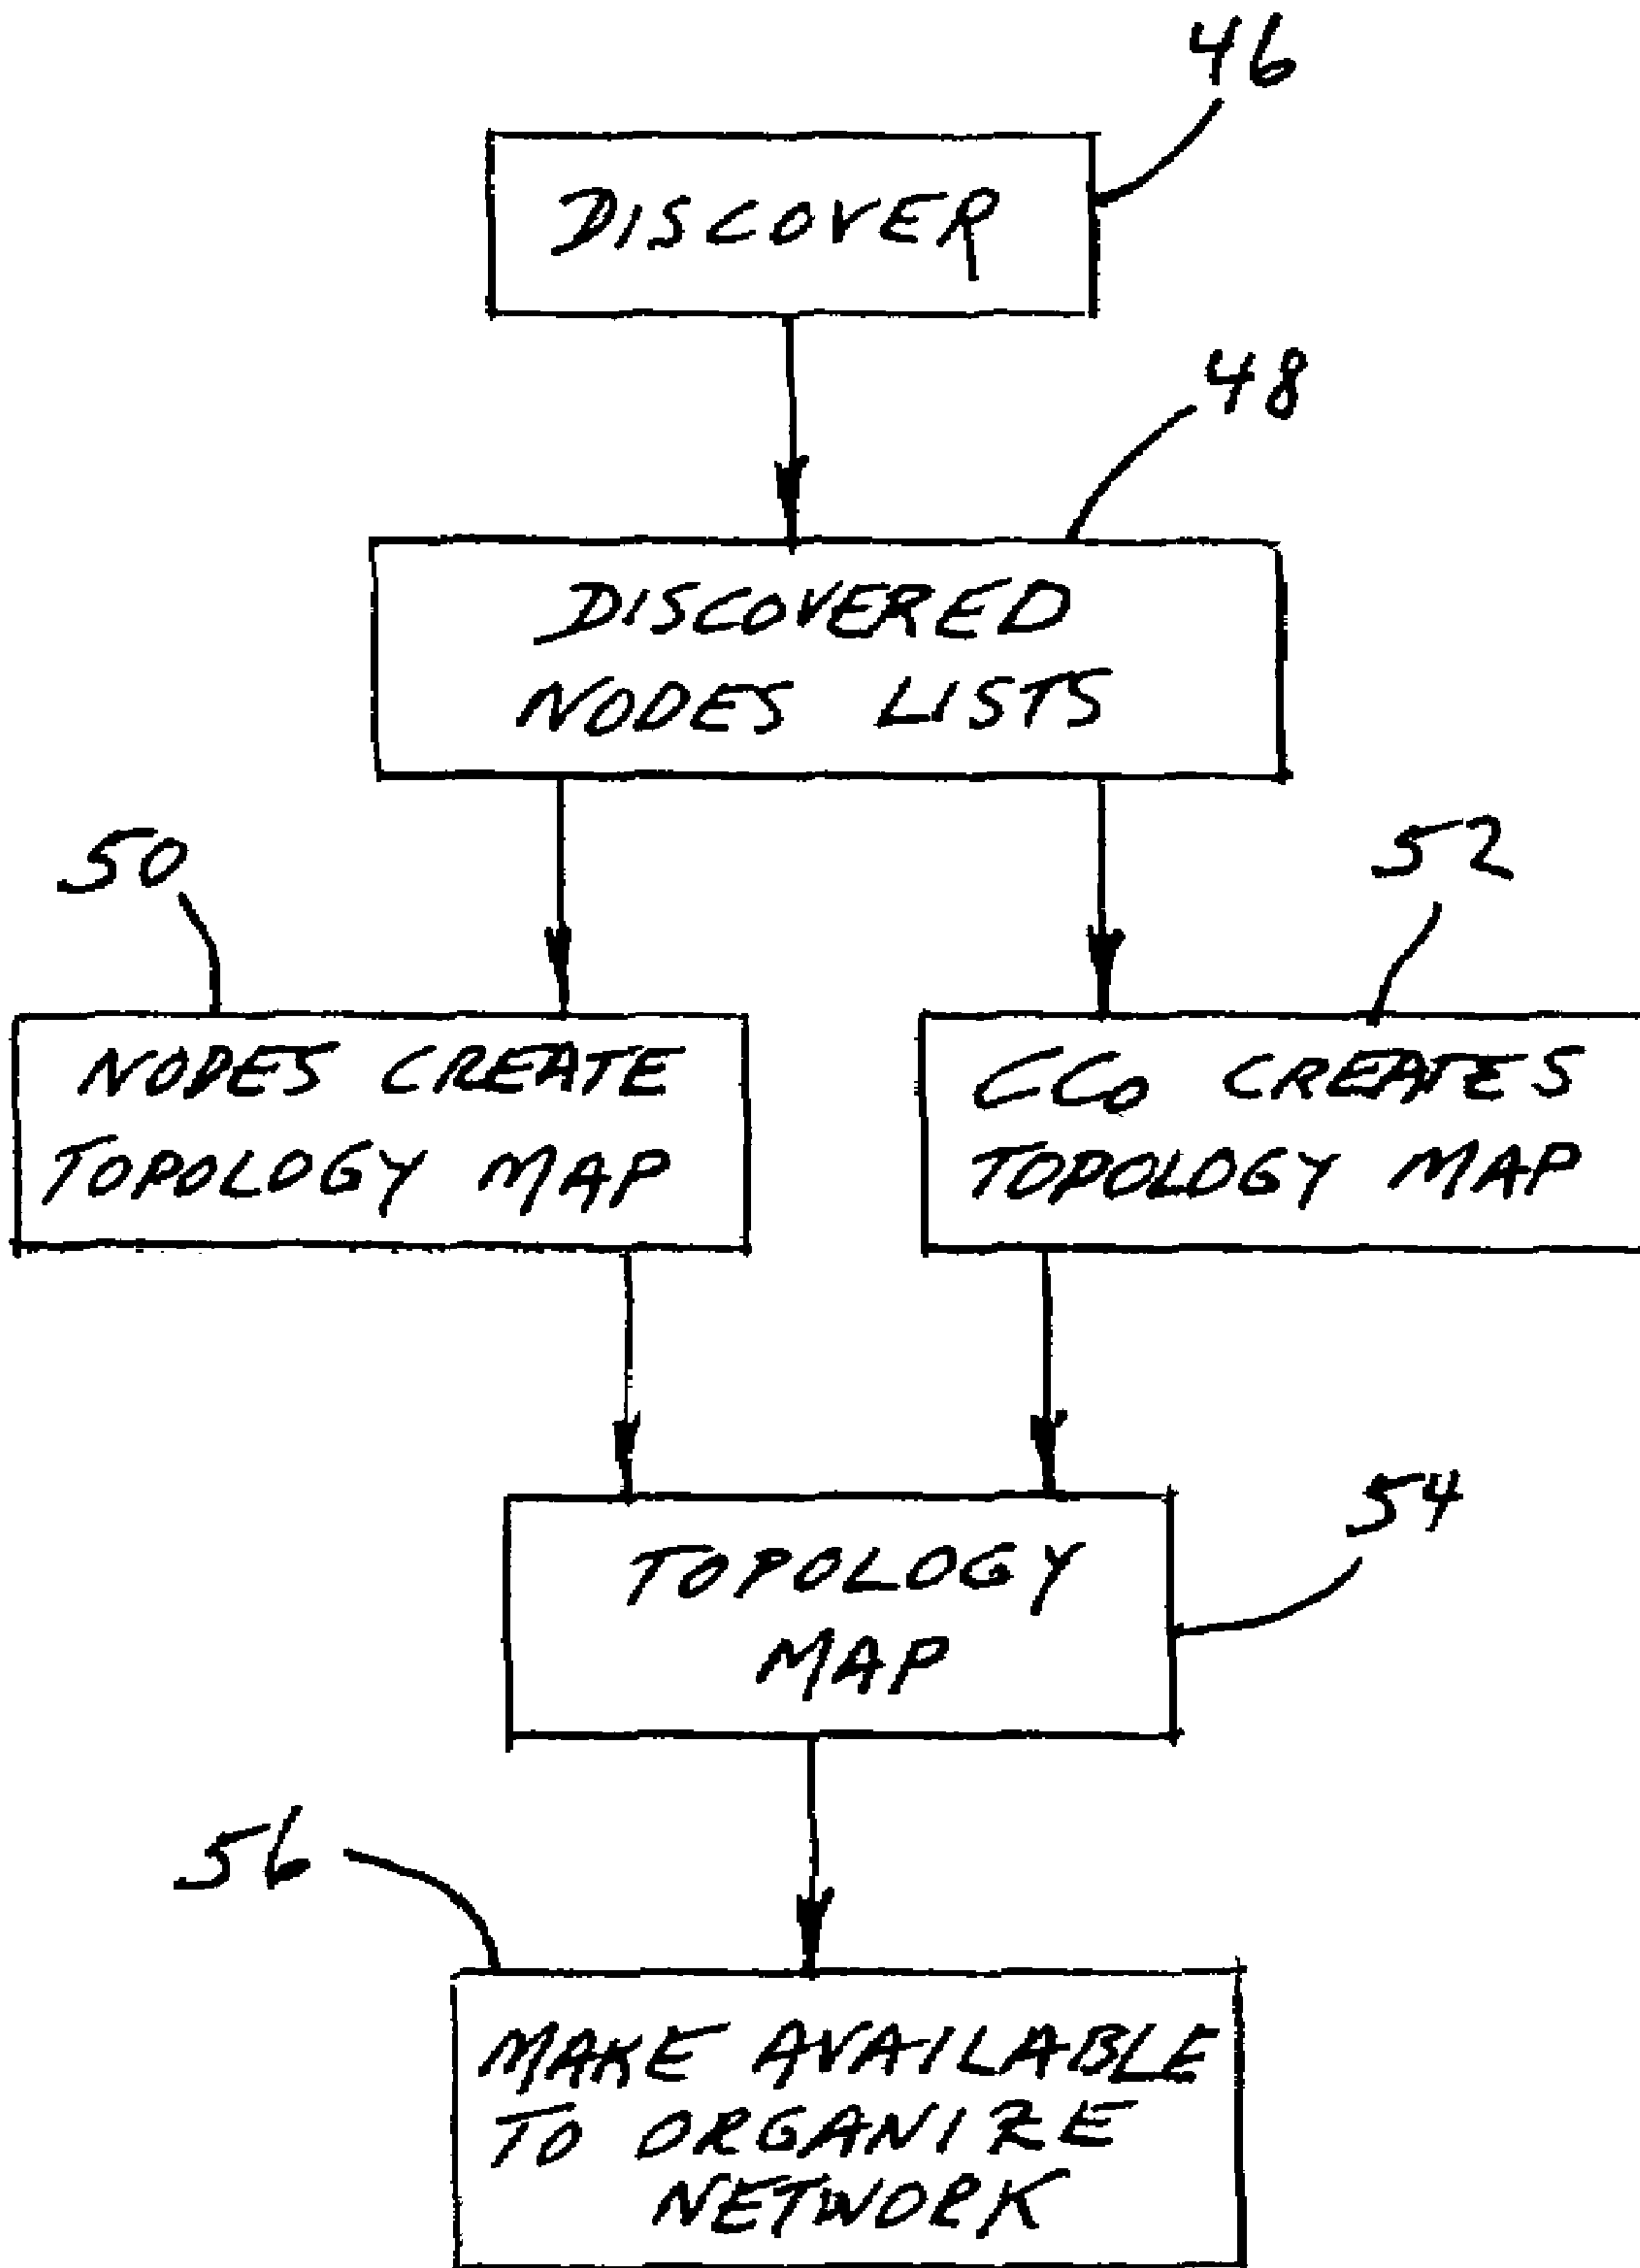 46
DISCOVER
48
DISCOVERED
NODES LISTS
50
52
NODES CREATE
TOPOLOGY MAP
CCo CREATES
TOPOLOGY MAP
54
TOPOLOGY
MAP
56
MAKE AVAILABLE
TO ORGANIZE
NETWORK